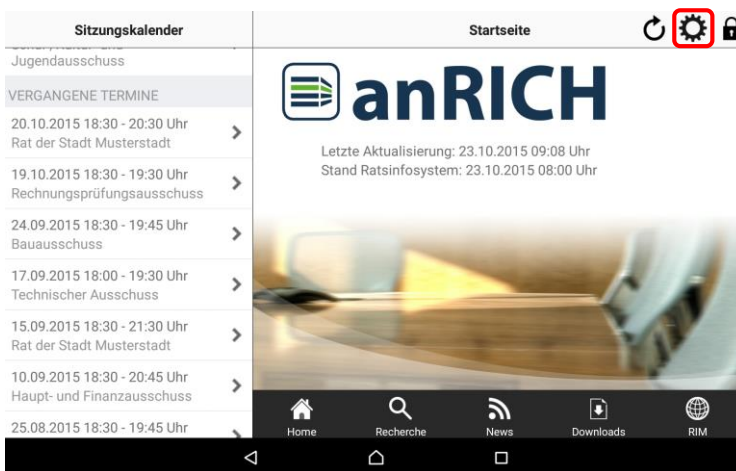 Sitzungskalender
Jugendausschuss
VERGANGENE TERMINE
20.10.2015 18:30 - 20:30 Uhr
Rat der Stadt Musterstadt
19.10.2015 18:30 - 19:30 Uhr
Rechnungsprüfungsausschuss
24.09.2015 18:30 - 19:45 Uhr
Bauausschuss
17.09.2015 18:00 - 19:30 Uhr
Technischer Ausschuss
15.09.2015 18:30 - 21:30 Uhr
Rat der Stadt Musterstadt
10.09.2015 18:30 - 20:45 Uhr
Haupt- und Finanzausschuss
25.08.2015 18:30 - 19:45 Uhr
Startseite
anRICH
Letzte Aktualisierung: 23.10.2015 09:08 Uhr
Stand Ratsinfosystem: 23.10.2015 08:00 Uhr
Home Recherche News Downloads RIM